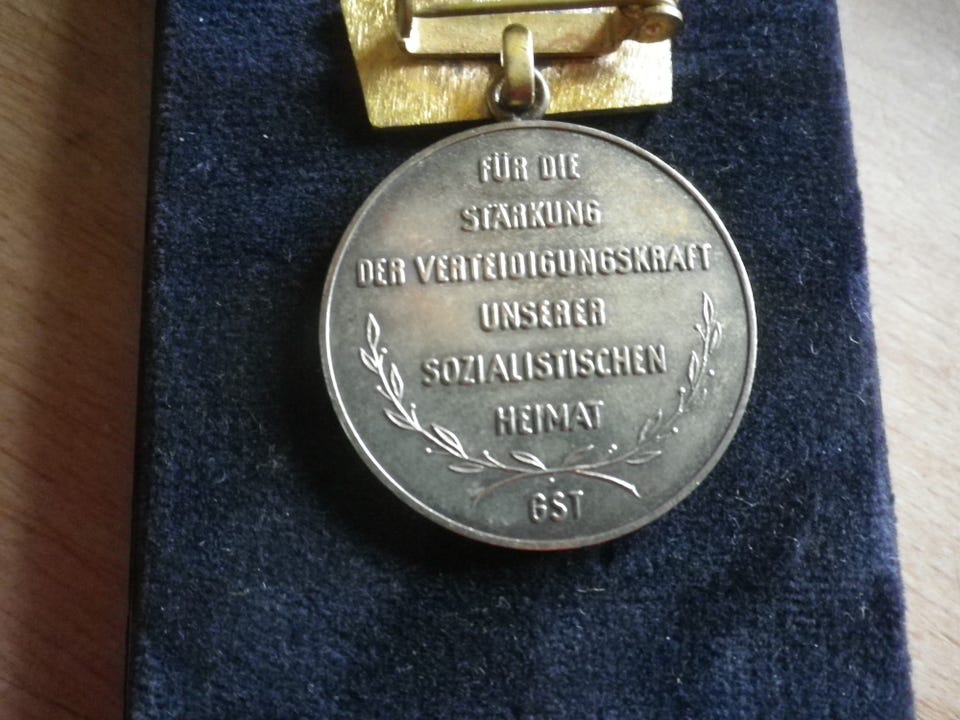 FÜR DIE
STÄRKUNG
DER VERTEIDIGUNGSKRAFT
UNSERER
SOZIALISTISCHEN
HEIMAT
GST